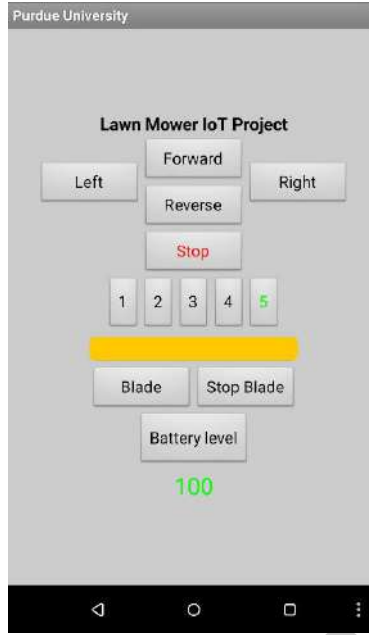 Purdue University
Lawn Mower IoT Project
Forward
Left
Right
Reverse
Stop
1 2 3 4 5
Blade Stop Blade
Battery level
100